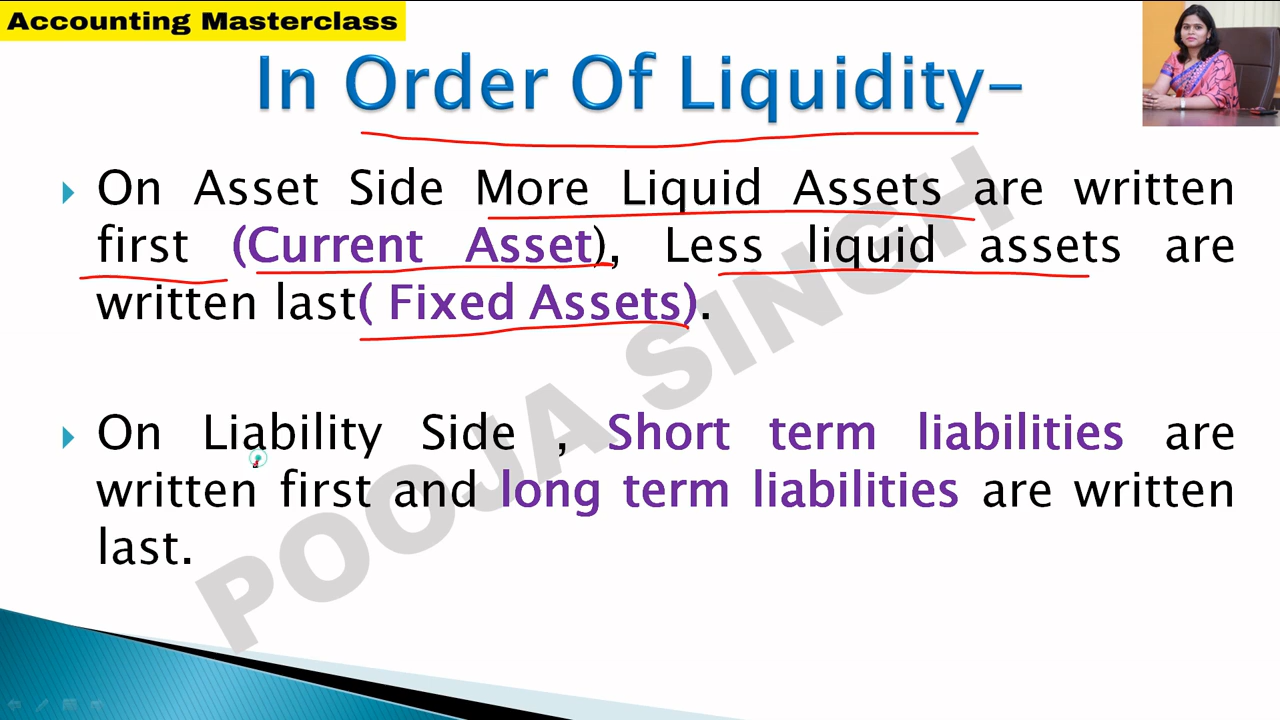 Accounting Masterclass
In Order Of Liquidity-
On Asset Side More Liquid Assets are written
first (Current Asset), Less liquid assets are
written last( Fixed Assets).
On Liability Side , Short term liabilities are
written first and long term liabilities are written
last.
POOJA SINGH